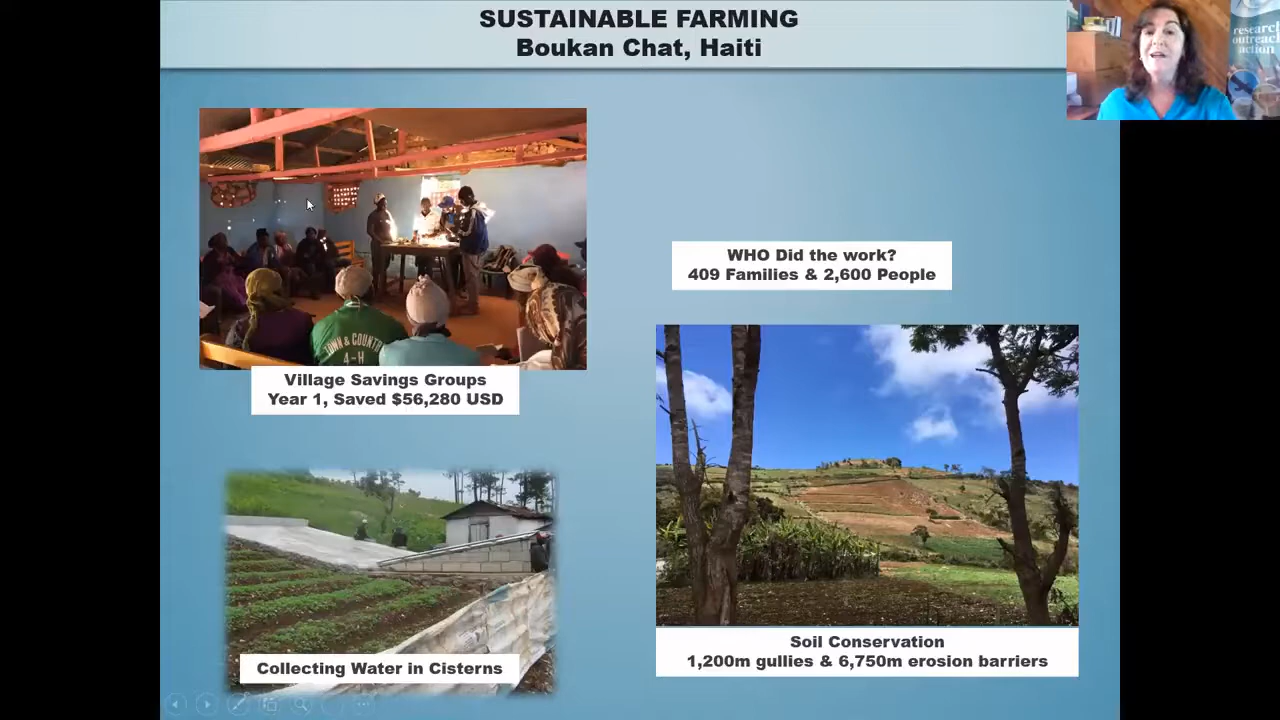 SUSTAINABLE FARMING
Boukan Chat, Haiti
research
outreach
action
WHO Did the work?
409 Families & 2,600 People
TOWN & COUNTRY
4-H
Village Savings Groups
Year 1, Saved $56,280 USD
Collecting Water in Cisterns
Soil Conservation
1,200m gullies & 6,750m erosion barriers